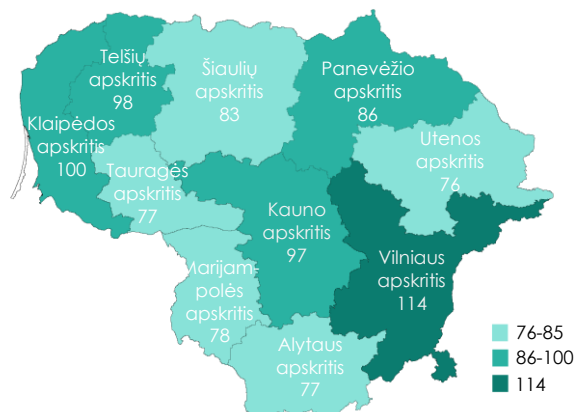 Telšių
apskritis
98
Šiaulių
apskritis
83
Panevėžio
apskritis
86
Klaipėdos
apskritis
100
Tauragės
apskritis
77
Utenos
apskritis
76
Kauno
apskritis
97
Vilniaus
apskritis
114
Marijam-
polės
apskritis
78
Alytaus
apskritis
77
76-85
86-100
114